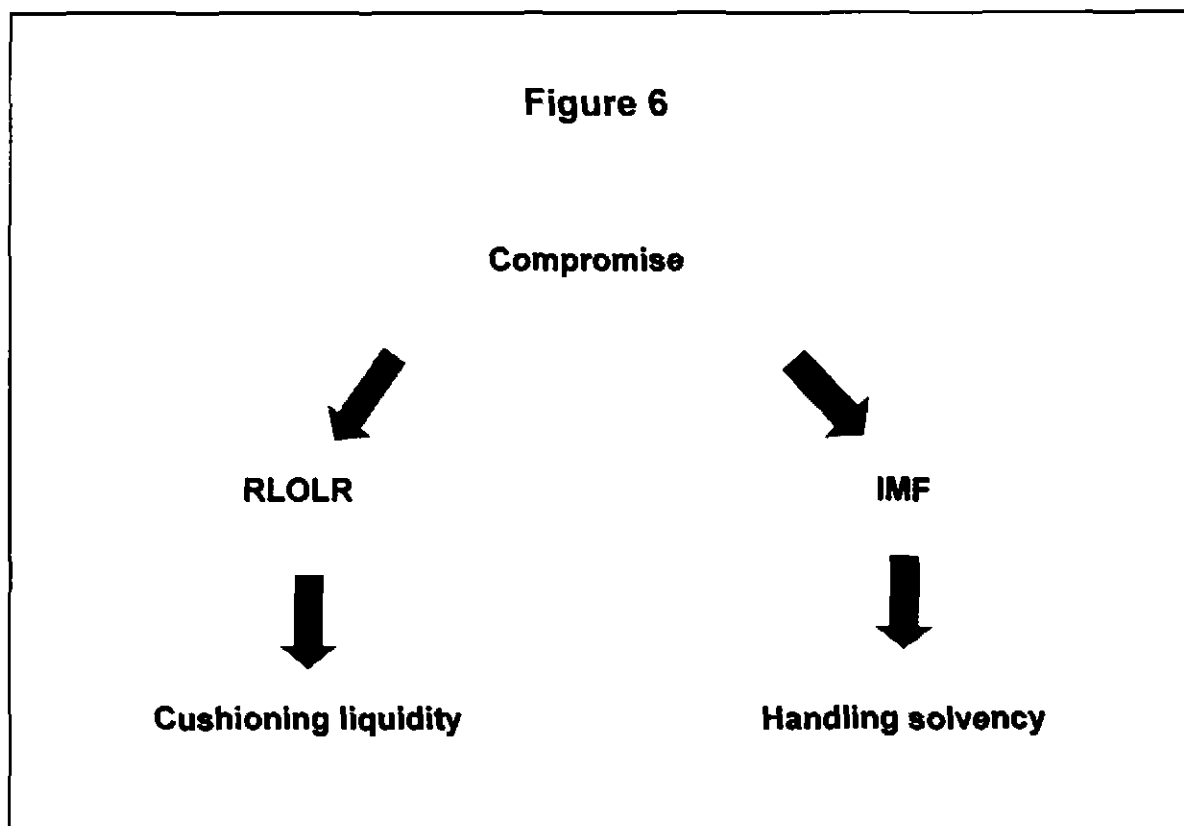 Figure 6
Compromise
RLOLR
IMF
Cushioning liquidity
Handling solvency